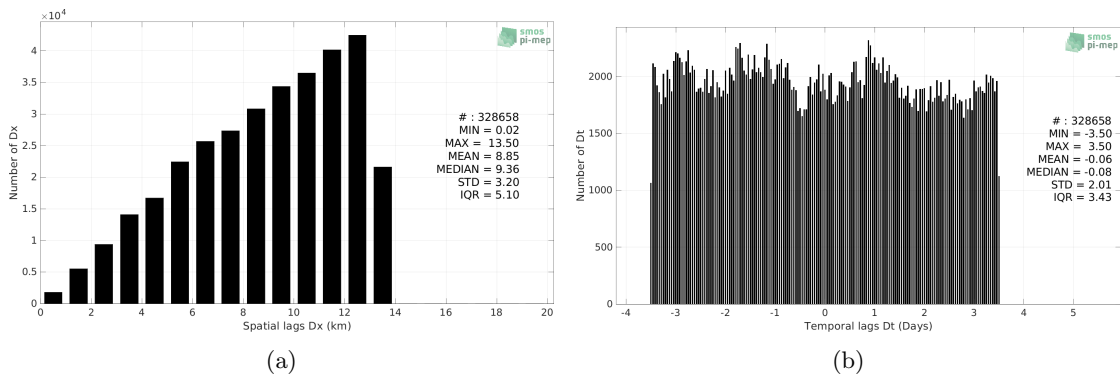 ×10⁴
4
3.5
3
2.5
2
1.5
1
0.5
0
Number of Dx
0 2 4 6 8 10 12 14 16 18 20
Spatial lags Dx (km)
smos
pi-mep
# : 328658
MIN = 0.02
MAX = 13.50
MEAN = 8.85
MEDIAN = 9.36
STD = 3.20
IQR = 5.10
(a)
2000
1500
1000
500
0
Number of Dt
-4 -3 -2 -1 0 1 2 3 4 5
Temporal lags Dt (Days)
smos
pi-mep
# : 328658
MIN = -3.50
MAX = 3.50
MEAN = -0.06
MEDIAN = -0.08
STD = 2.01
IQR = 3.43
(b)